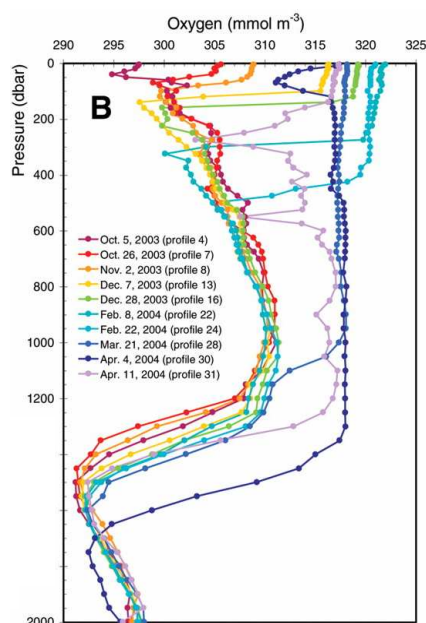 Oxygen (mmol m-3)
290 295 300 305 310 315 320 325
0
200
400
600
800
1000
1200
2000
Pressure (dbar)
B
Oct. 5, 2003 (profile 4)
Oct. 26, 2003 (profile 7)
Nov. 2, 2003 (profile 8)
Dec. 7, 2003 (profile 13)
Dec. 28, 2003 (profile 16)
Feb. 8, 2004 (profile 22)
Feb. 22, 2004 (profile 24)
Mar. 21, 2004 (profile 28)
Apr. 4, 2004 (profile 30)
Apr. 11, 2004 (profile 31)